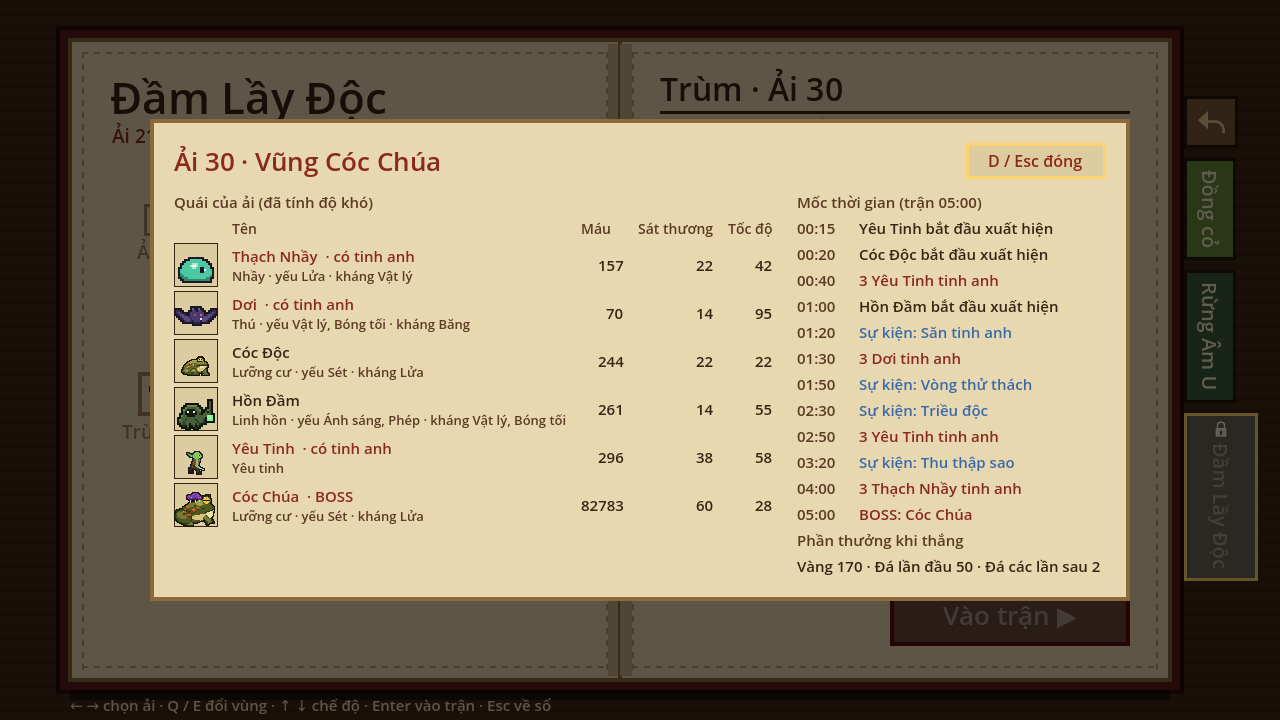 Đầm Lầy Độc
Ải 21
Trùm · Ải 30
Ải 30 · Vũng Cóc Chúa
D / Esc đóng
Quái của ải (đã tính độ khó)
Tên Máu Sát thương Tốc độ
Thạch Nhầy · có tinh anh
Nhầy · yếu Lửa · kháng Vật lý
157 22 42
Dơi · có tinh anh
Thú · yếu Vật lý, Bóng tối · kháng Băng
70 14 95
Cóc Độc
Lưỡng cư · yếu Sét · kháng Lửa
244 22 22
Hồn Đầm
Linh hồn · yếu Ánh sáng, Phép · kháng Vật lý, Bóng tối
261 14 55
Yêu Tinh · có tinh anh
Yêu tinh
296 38 58
Cóc Chúa · BOSS
Lưỡng cư · yếu Sét · kháng Lửa
82783 60 28
Mốc thời gian (trận 05:00)
00:15 Yêu Tinh bắt đầu xuất hiện
00:20 Cóc Độc bắt đầu xuất hiện
00:40 3 Yêu Tinh tinh anh
01:00 Hồn Đầm bắt đầu xuất hiện
01:20 Sự kiện: Săn tinh anh
01:30 3 Dơi tinh anh
01:50 Sự kiện: Vòng thử thách
02:30 Sự kiện: Triều độc
02:50 3 Yêu Tinh tinh anh
03:20 Sự kiện: Thu thập sao
04:00 3 Thạch Nhầy tinh anh
05:00 BOSS: Cóc Chúa
Phần thưởng khi thắng
Vàng 170 · Đá lần đầu 50 · Đá các lần sau 2
Đồng cỏ
Rừng Âm U
Đầm Lầy Độc
Vào trận ▶
← → chọn ải · Q / E đổi vùng · ↑ ↓ chế độ · Enter vào trận · Esc về sổ